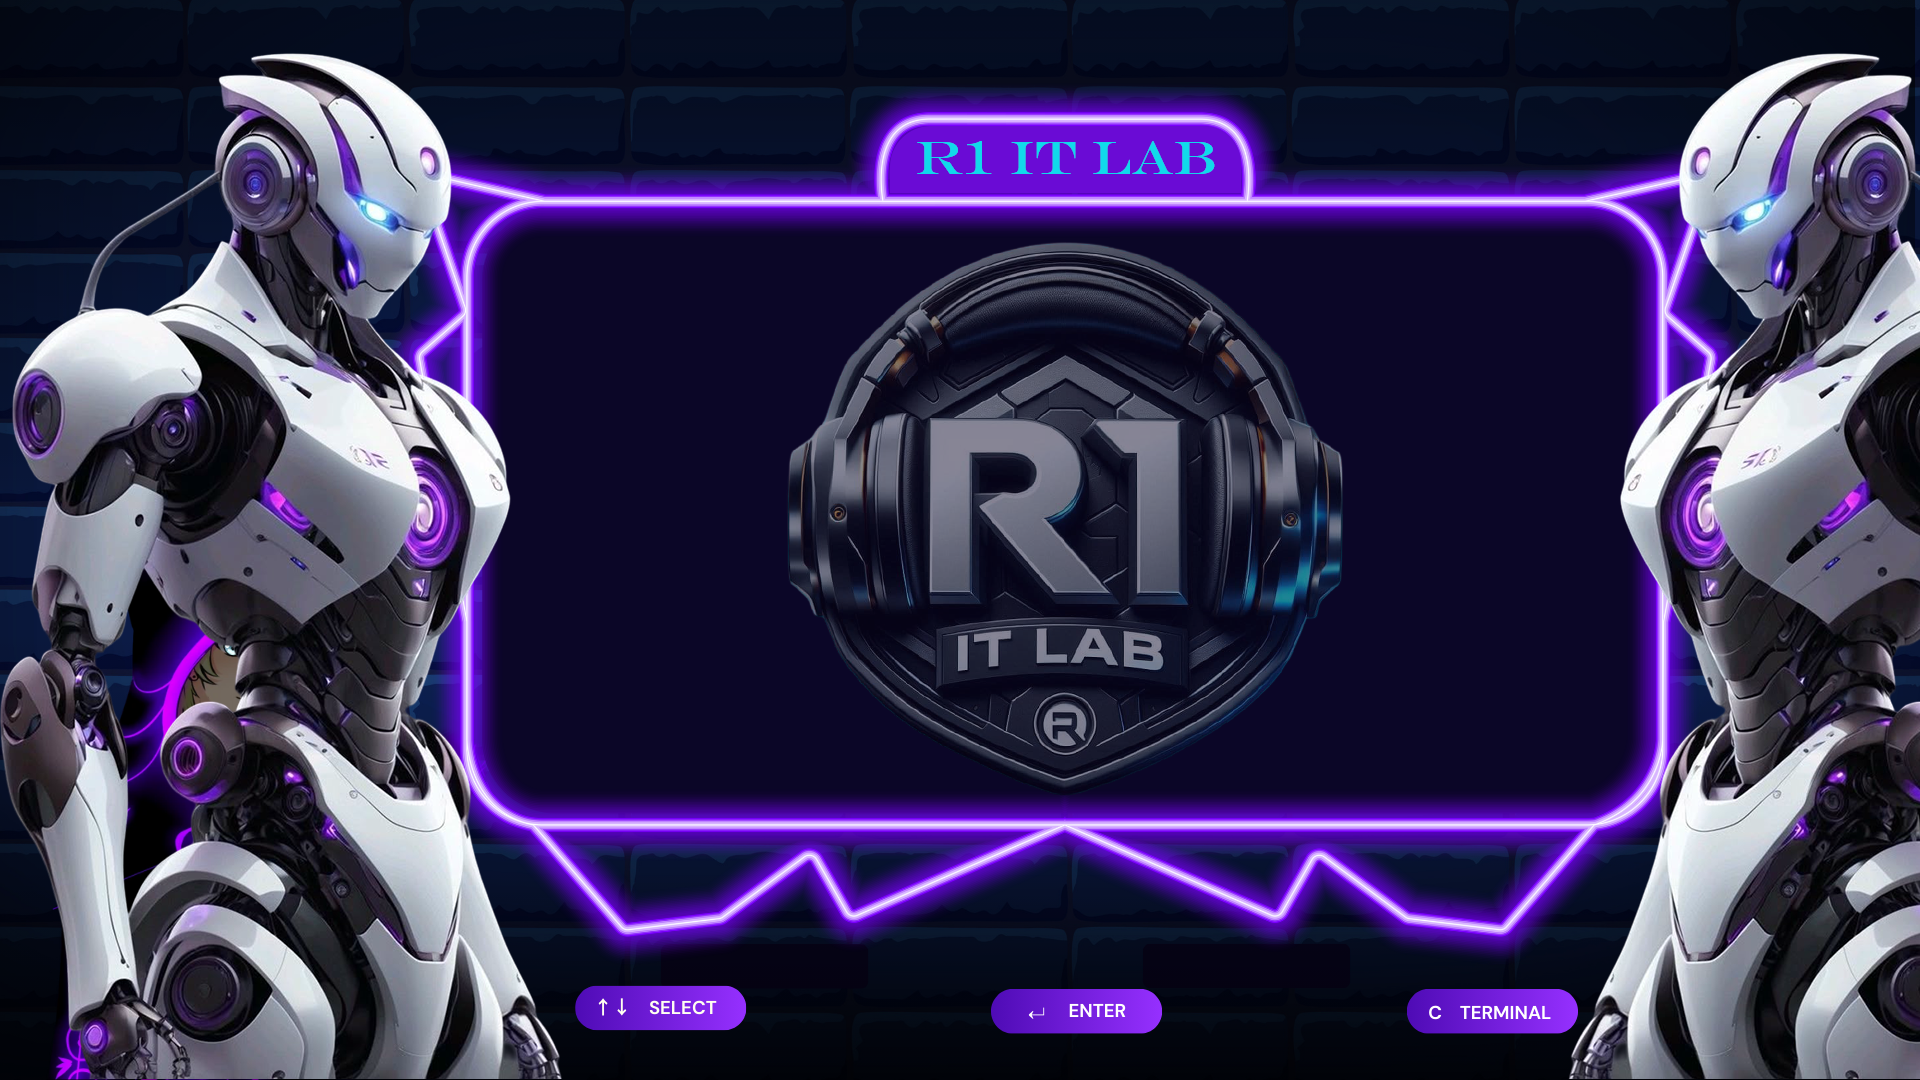 R1 IT LAB
R1
IT LAB
R
↑↓ SELECT
↵ ENTER
C TERMINAL